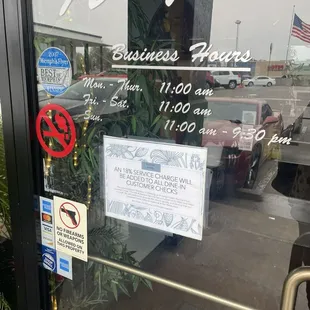 Business Hours
Mon. - Thur. 11:00 am -
Fri. - Sat. 11:00 am -
Sun. 11:00 am - 9:30 pm
BEST
AN 18% SERVICE CHARGE WILL
BE ADDED TO ALL DINE-IN
CUSTOMER CHECKS
NO FIREARMS
OR WEAPONS
ALLOWED ON
THIS PROPERTY